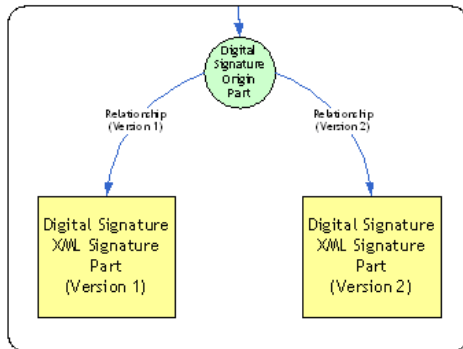 Digital
Signature
Origin
Part
Relationship
(Version 1)
Relationship
(Version 2)
Digital Signature
XML Signature
Part
(Version 1)
Digital Signature
XML Signature
Part
(Version 2)